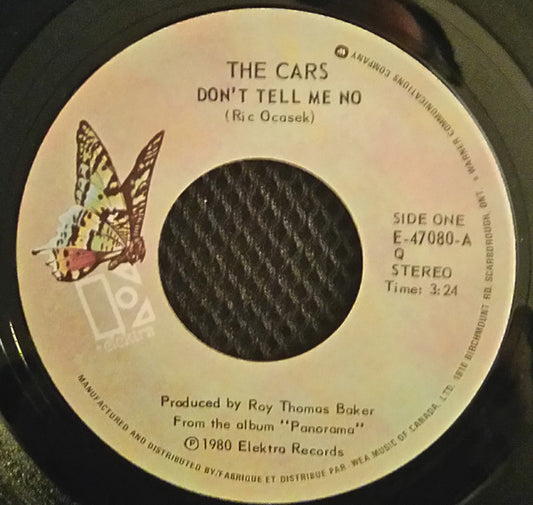 THE CARS
DON'T TELL ME NO
(Ric Ocasek)
SIDE ONE
E-47080-A
Q
STEREO
Time: 3:24
elektra
Produced by Roy Thomas Baker
From the album "Panorama"
Ⓟ 1980 Elektra Records
MANUFACTURED AND DISTRIBUTED BY/FABRIQUE ET DISTRIBUE PAR-WEA MUSIC OF CANADA, LTD. 1810 BIRCHMOUNT RD. SCARBOROUGH, ONT. A WARNER COMMUNICATIONS COMPANY